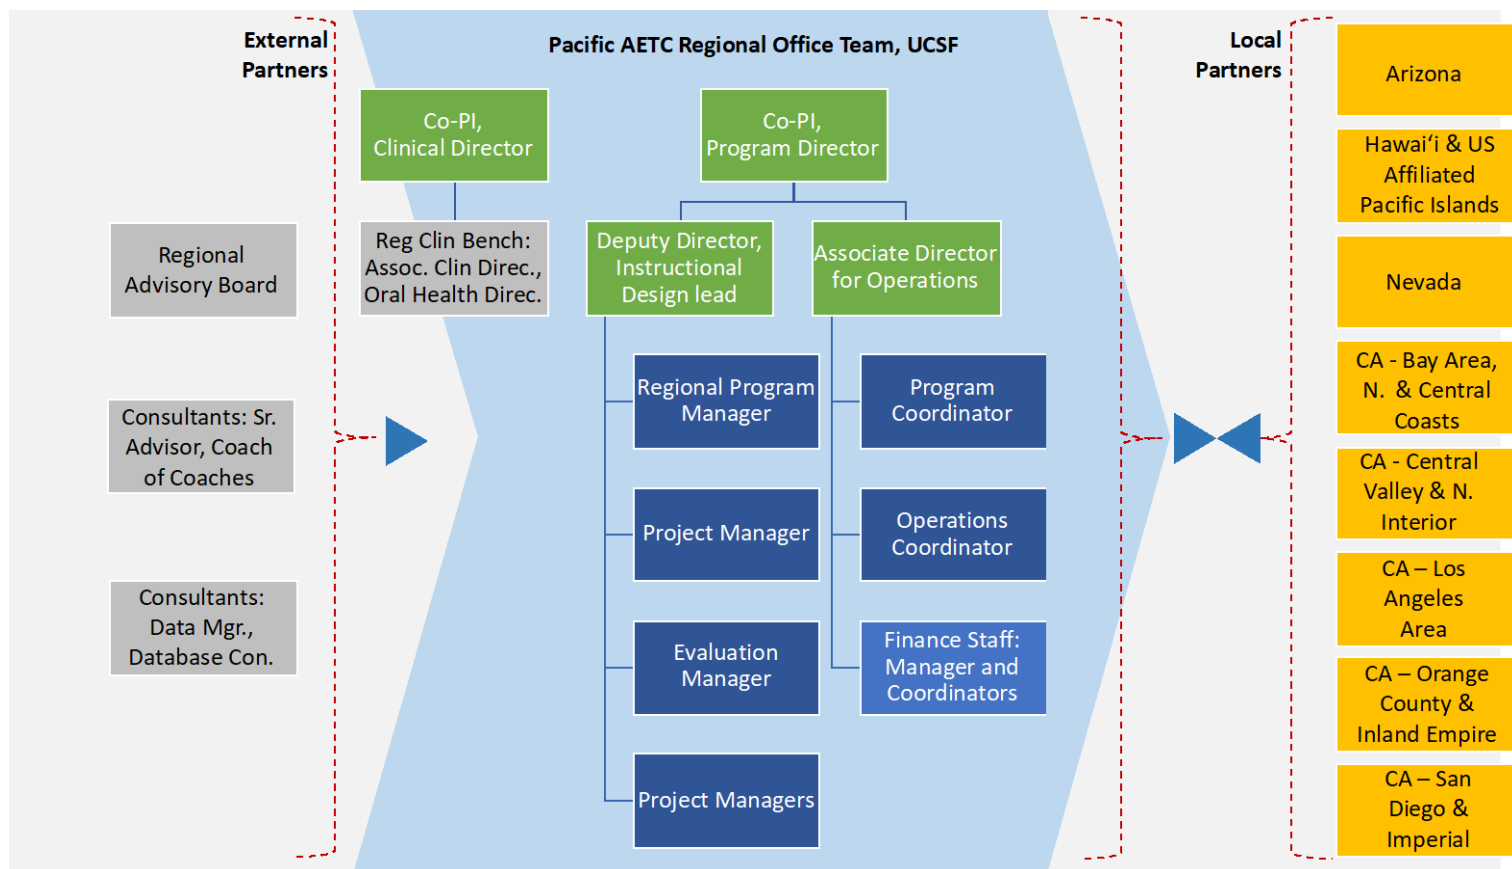 External
Partners
Pacific AETC Regional Office Team, UCSF
Local
Partners
Co-PI,
Clinical Director
Co-PI,
Program Director
Regional
Advisory Board
Reg Clin Bench:
Assoc. Clin Direc.,
Oral Health Direc.
Deputy Director,
Instructional
Design lead
Associate Director
for Operations
Consultants: Sr.
Advisor, Coach
of Coaches
Regional Program
Manager
Program
Coordinator
Project Manager
Operations
Coordinator
Consultants:
Data Mgr.,
Database Con.
Evaluation
Manager
Finance Staff:
Manager and
Coordinators
Project Managers
Arizona
Hawaiʻi & US
Affiliated
Pacific Islands
Nevada
CA - Bay Area,
N. & Central
Coasts
CA - Central
Valley & N.
Interior
CA – Los
Angeles
Area
CA – Orange
County &
Inland Empire
CA – San
Diego &
Imperial